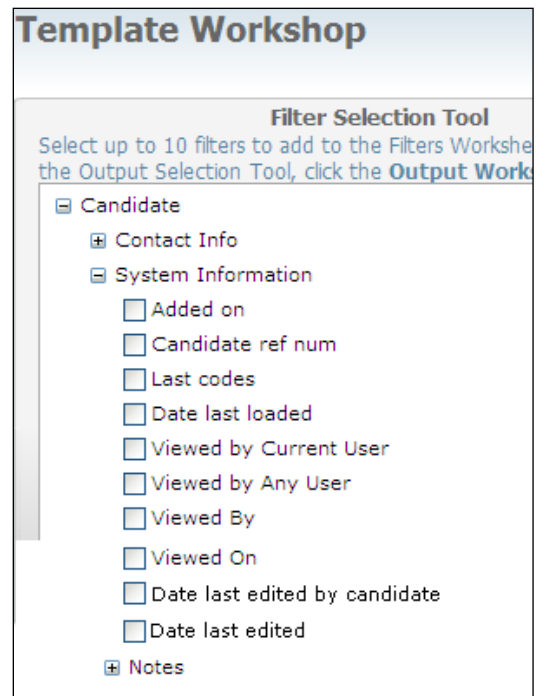 Template Workshop
Filter Selection Tool
Select up to 10 filters to add to the Filters Workshe
the Output Selection Tool, click the Output Works
Candidate
Contact Info
System Information
Added on
Candidate ref num
Last codes
Date last loaded
Viewed by Current User
Viewed by Any User
Viewed By
Viewed On
Date last edited by candidate
Date last edited
Notes